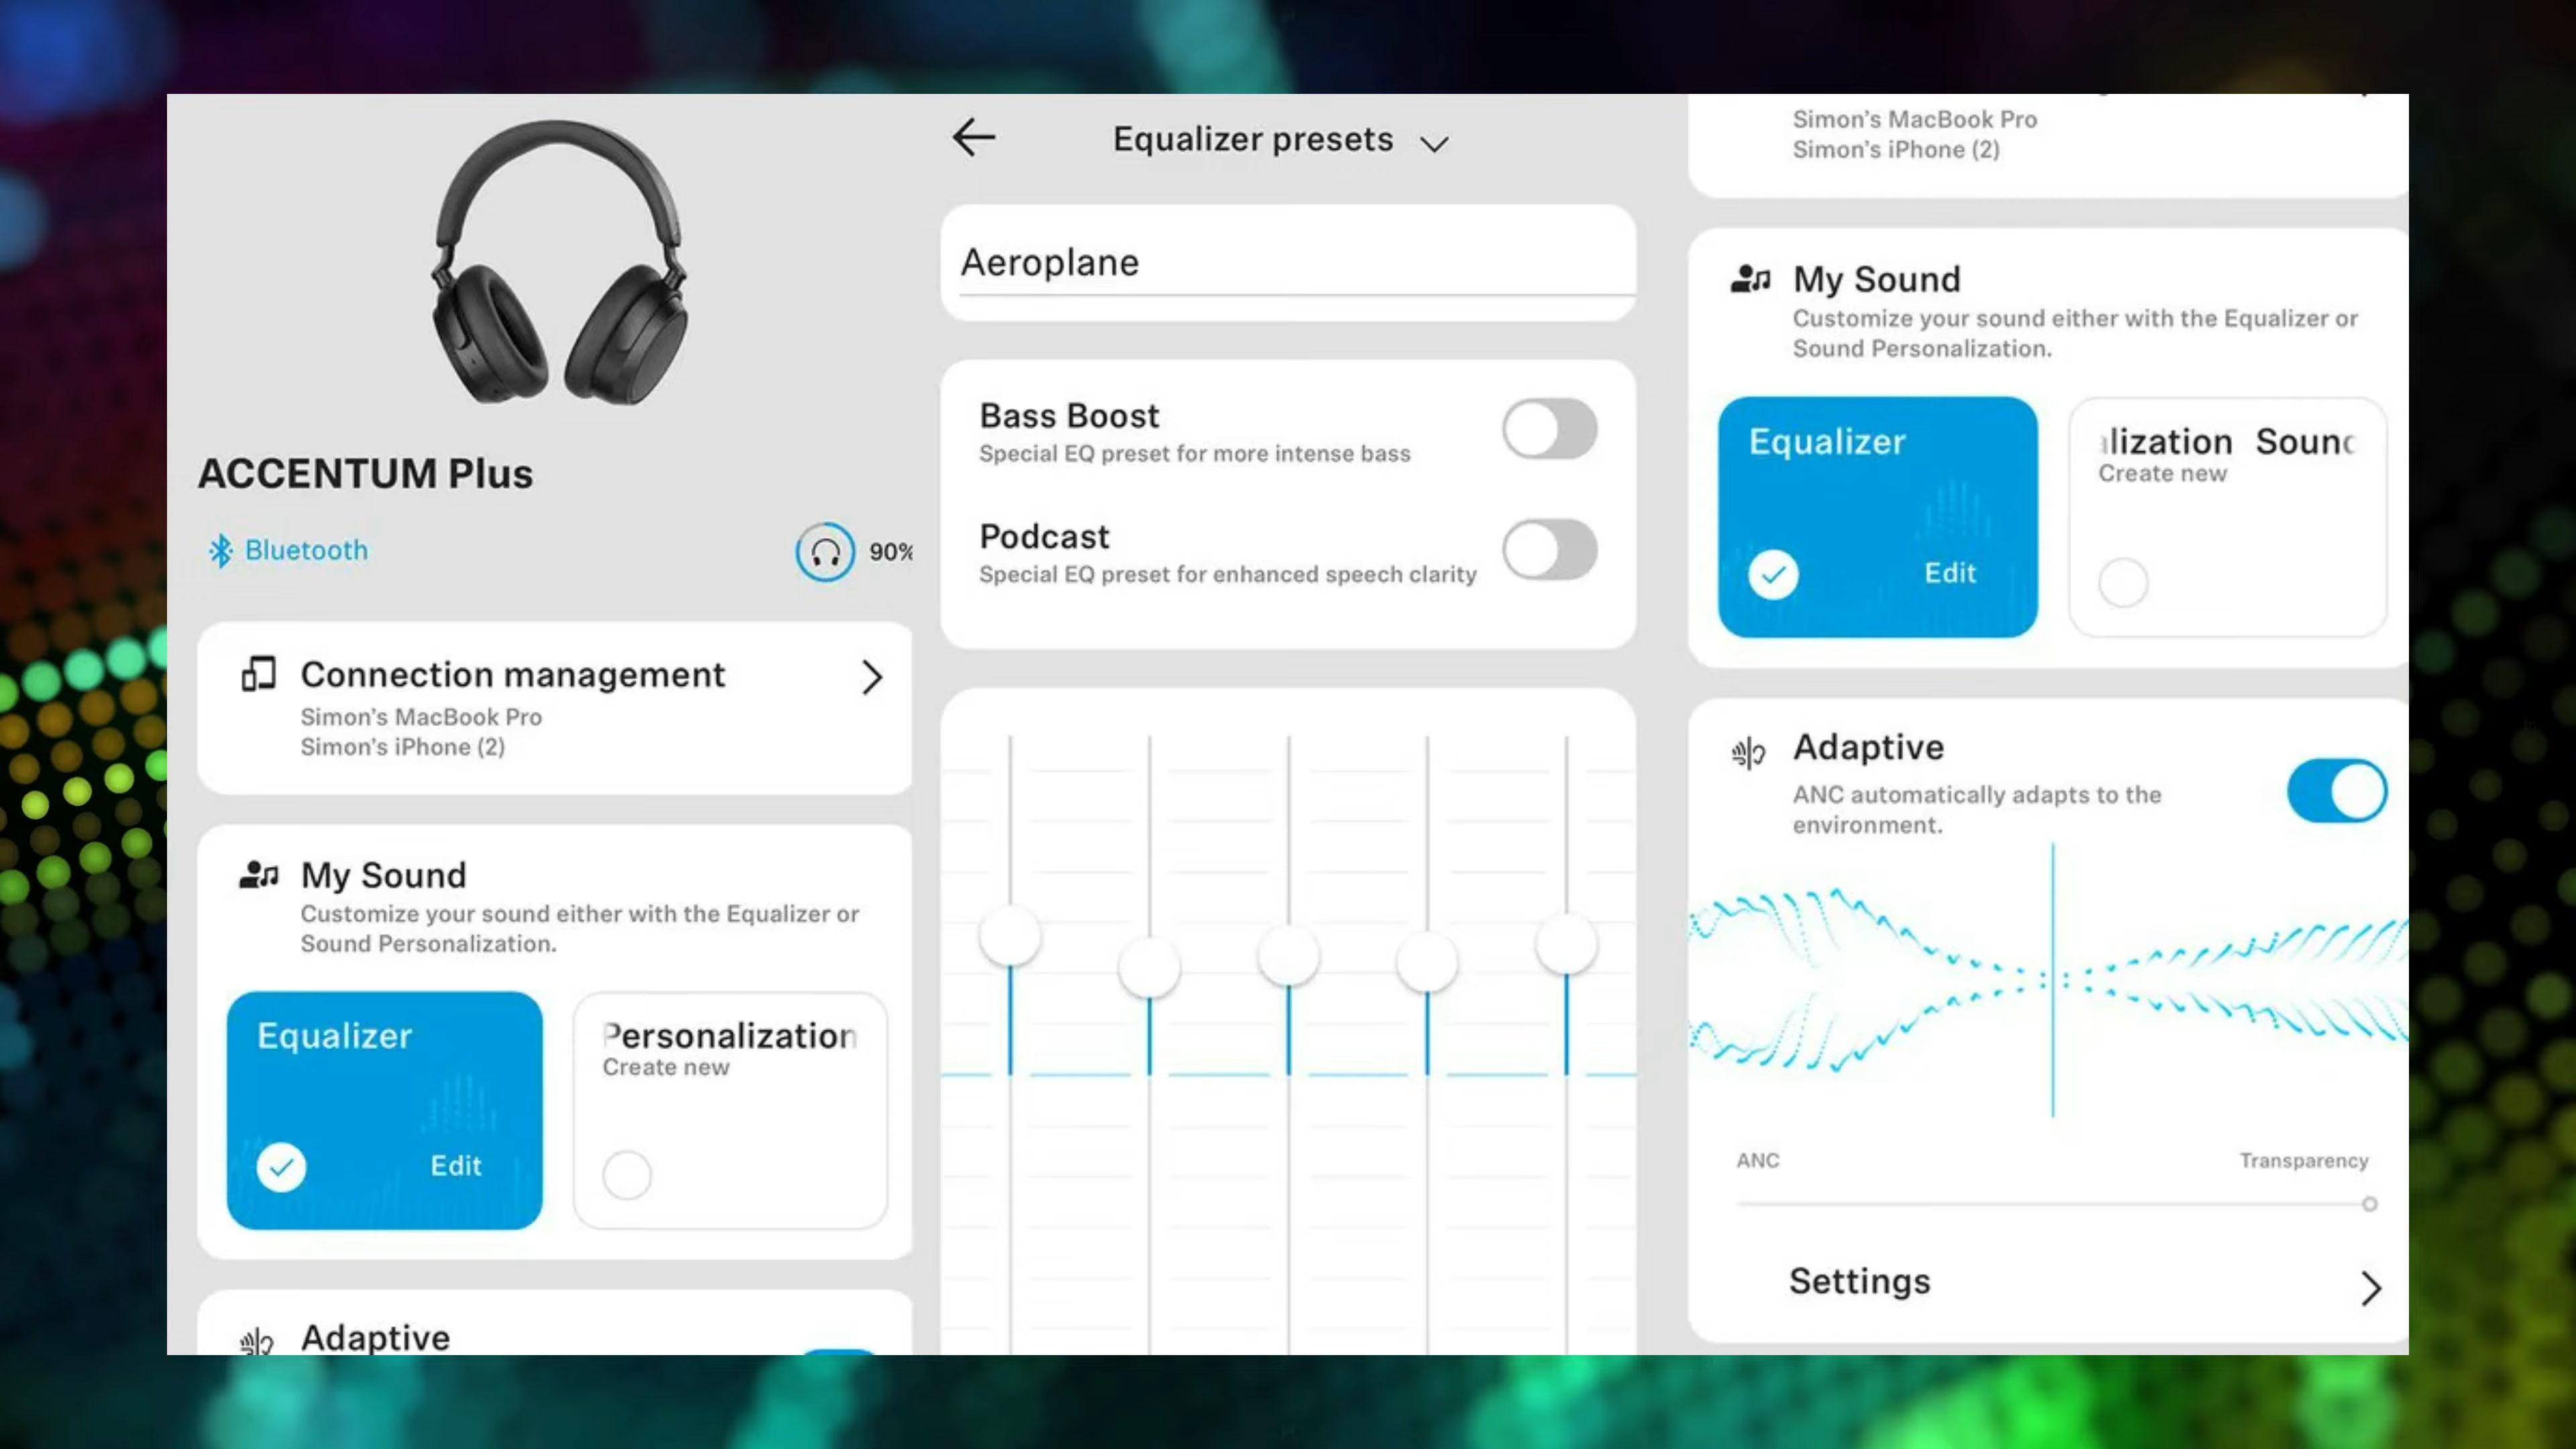 ACCENTUM Plus
Bluetooth
90%
Connection management
Simon's MacBook Pro
Simon's iPhone (2)
My Sound
Customize your sound either with the Equalizer or
Sound Personalization.
Equalizer
Edit
Personalization
Create new
Adaptive
Equalizer presets
Aeroplane
Bass Boost
Special EQ preset for more intense bass
Podcast
Special EQ preset for enhanced speech clarity
Simon's MacBook Pro
Simon's iPhone (2)
My Sound
Customize your sound either with the Equalizer or
Sound Personalization.
Equalizer
Edit
lization Soun
Create new
Adaptive
ANC automatically adapts to the
environment.
ANC
Transparency
Settings